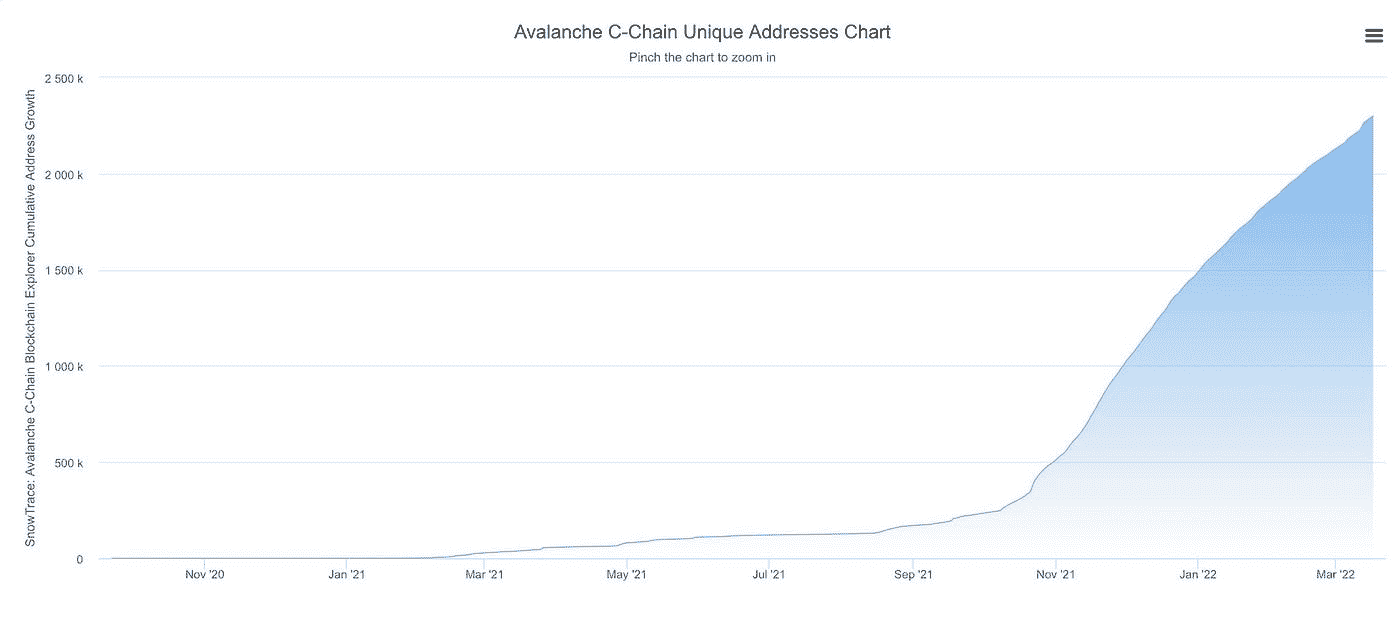 Avalanche C-Chain Unique Addresses Chart
Pinch the chart to zoom in
SnowTrace: Avalanche C-Chain Blockchain Explorer Cumulative Address Growth
2 500 k
2 000 k
1 500 k
1 000 k
500 k
0
Nov '20 Jan '21 Mar '21 May '21 Jul '21 Sep '21 Nov '21 Jan '22 Mar '22